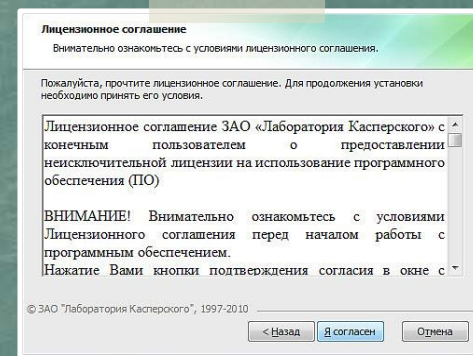 Лицензионное соглашение
Внимательно ознакомьтесь с условиями лицензионного соглашения.
Пожалуйста, прочтите лицензионное соглашение. Для продолжения установки
необходимо принять его условия.
Лицензионное соглашение ЗАО «Лаборатория Касперского» с
конечным пользователем о предоставлении
неисключительной лицензии на использование программного
обеспечения (ПО)
ВНИМАНИЕ! Внимательно ознакомьтесь с условиями
Лицензионного соглашения перед началом работы с
программным обеспечением.
Нажатие Вами кнопки подтверждения согласия в окне с
© ЗАО "Лаборатория Касперского", 1997-2010
< Назад Я согласен Отмена